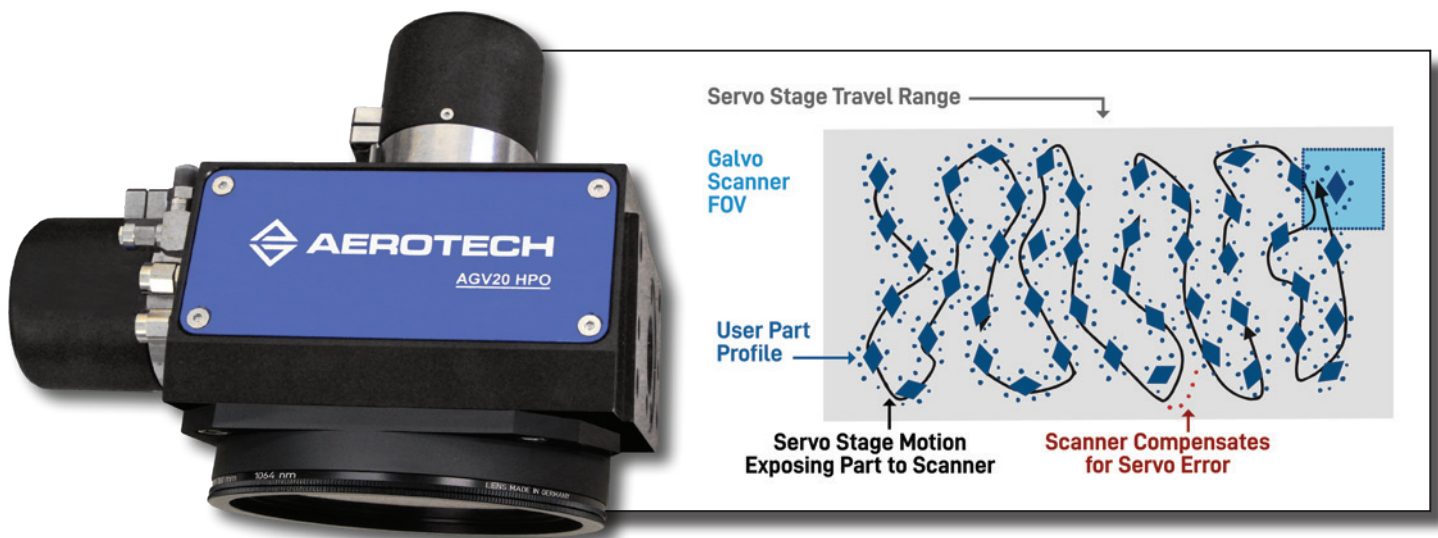 AEROTECH
AGV20 HPO
1064 nm
LENS MADE IN GERMANY
Servo Stage Travel Range
Galvo
Scanner
FOV
User Part
Profile
Servo Stage Motion
Exposing Part to Scanner
Scanner Compensates
for Servo Error